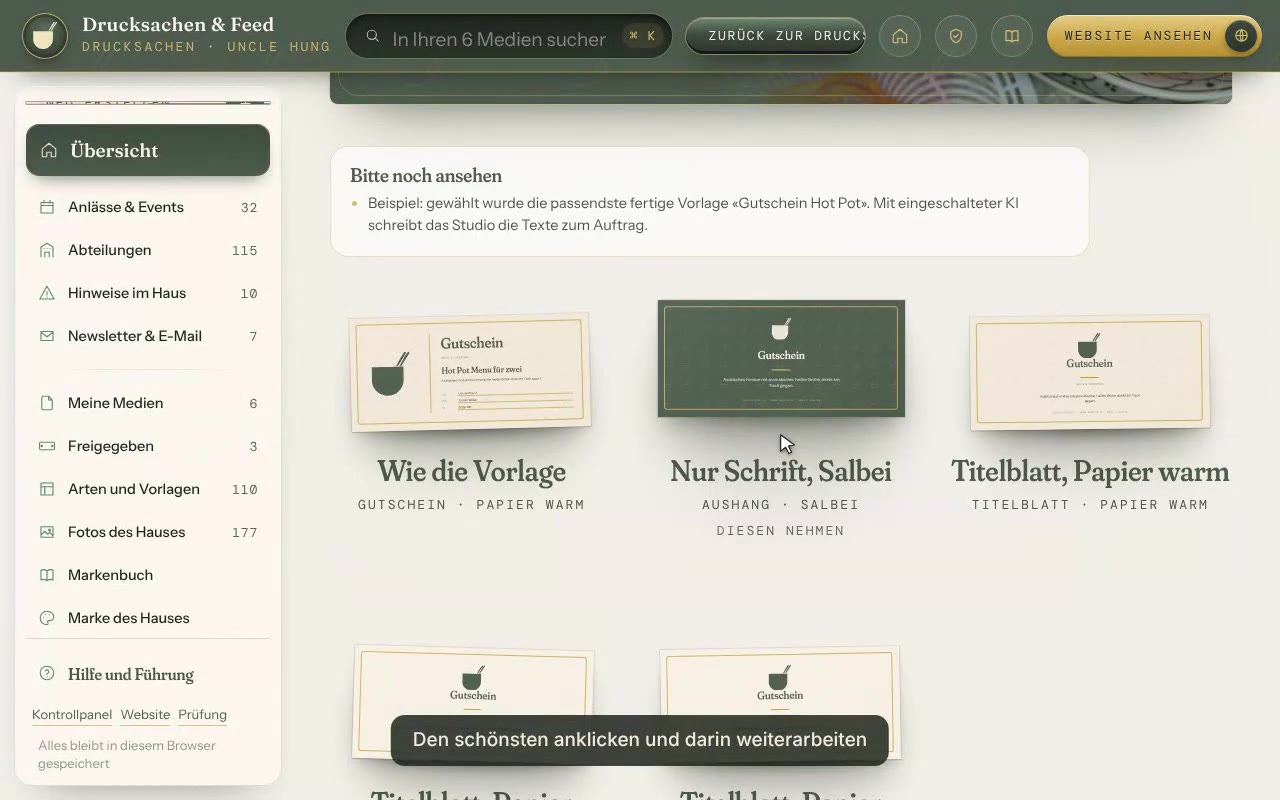 Drucksachen & Feed
DRUCKSACHEN · UNCLE HUNG
In Ihren 6 Medien sucher
⌘ K
ZURÜCK ZUR DRUCKS
WEBSITE ANSEHEN
Übersicht
Anlässe & Events 32
Abteilungen 115
Hinweise im Haus 10
Newsletter & E-Mail 7
Meine Medien 6
Freigegeben 3
Arten und Vorlagen 110
Fotos des Hauses 177
Markenbuch
Marke des Hauses
Hilfe und Führung
Kontrollpanel Website Prüfung
Alles bleibt in diesem Browser
gespeichert
Bitte noch ansehen
Beispiel: gewählt wurde die passendste fertige Vorlage «Gutschein Hot Pot». Mit eingeschalteter KI
schreibt das Studio die Texte zum Auftrag.
Gutschein
Hot Pot Menu für zwei
Gutschein
Gutschein
Wie die Vorlage
GUTSCHEIN · PAPIER WARM
Nur Schrift, Salbei
AUSHANG · SALBEI
DIESEN NEHMEN
Titelblatt, Papier warm
TITELBLATT · PAPIER WARM
Gutschein
Gutschein
Den schönsten anklicken und darin weiterarbeiten
Titelblatt, Papier
Titelblatt, Papier